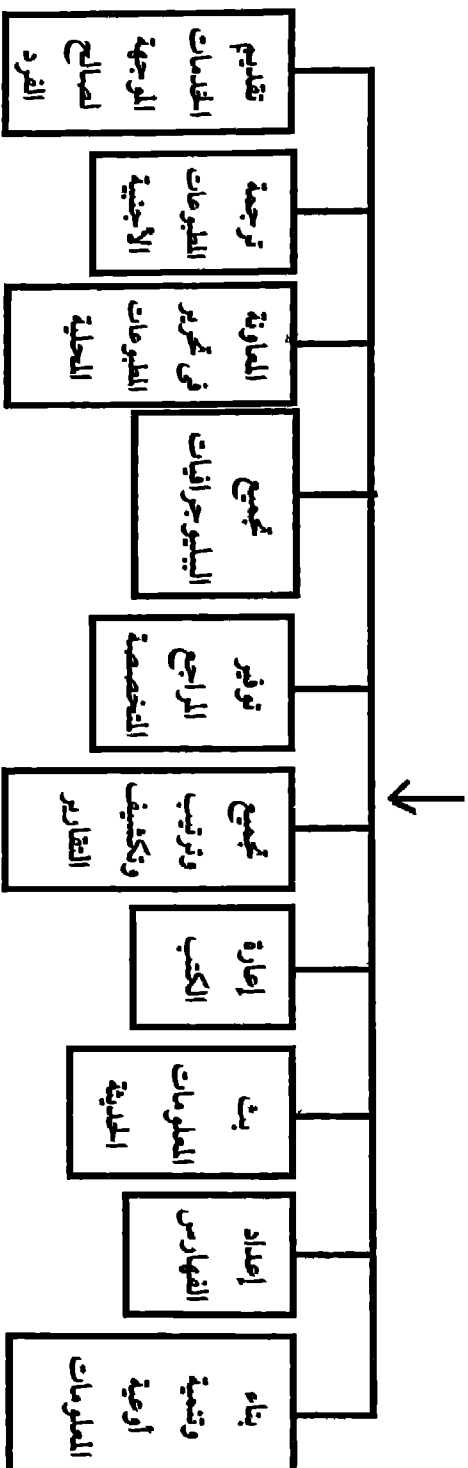 بناء
وتنمية
أوعية
المعلومات
إعداد
الفهارس
بث
المعلومات
الحديثة
إعارة
الكتب
تجميع
وترتيب
وتكشيف
التقارير
توفير
المراجع
المتخصصة
تجميع
الببليوجرافيات
المعاونة
فى تحرير
المطبوعات
المحلية
ترجمة
المطبوعات
الأجنبية
تقديم
الخدمات
الموجهة
لصالح
الفرد